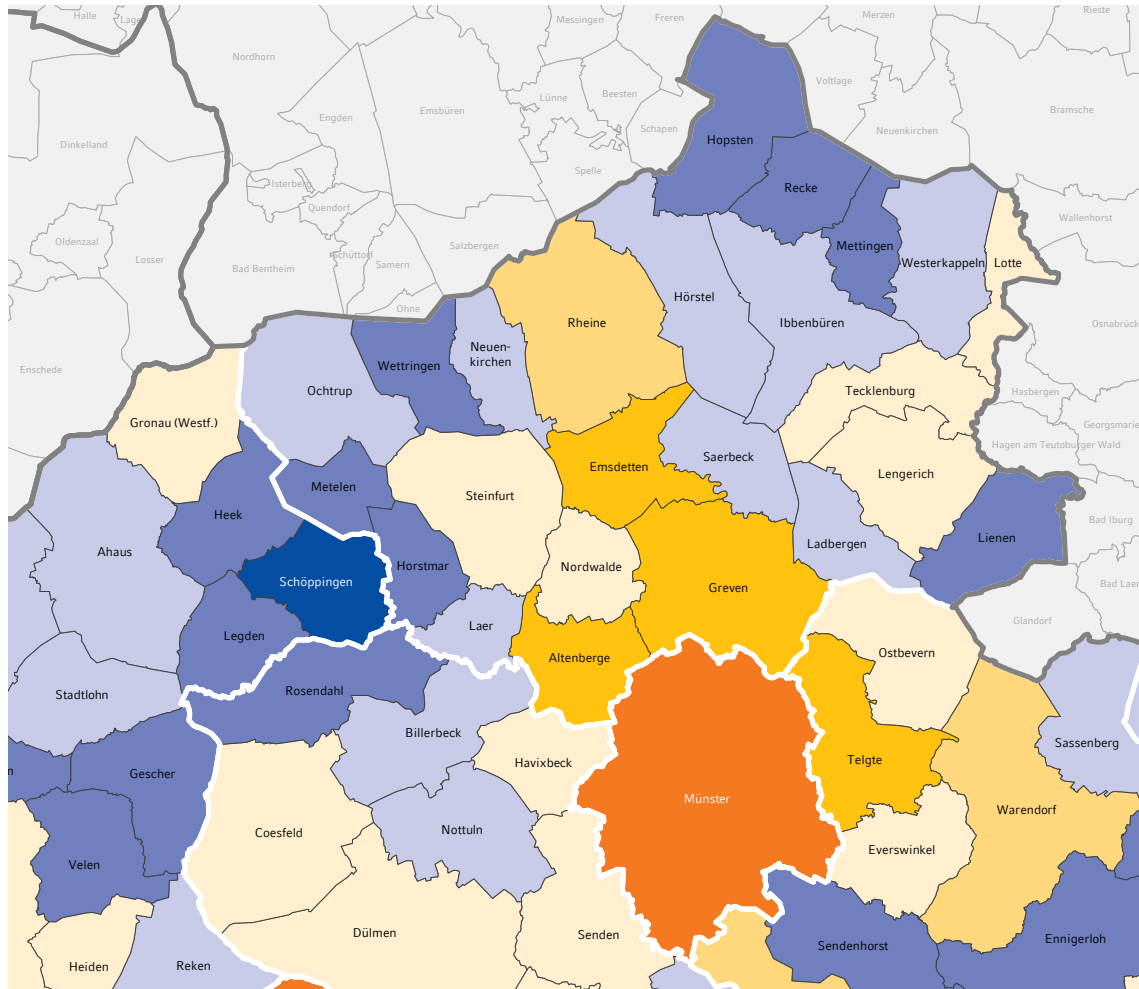 Halle
Lage
Messingen
Freren
Merzen
Rieste
Nordhorn
Voltlage
Lünne
Beesten
Emsbüren
Bramsche
Engden
Schapen
Neuenkirchen
Dinkelland
Hopsten
Spelle
Isterberg
Recke
Quendorf
Wallenhorst
Oldenzaal
Losser
Salzbergen
Mettingen
Bad Bentheim
Samern
Westerkappeln
Lotte
Hörstel
Ohne
Rheine
Ibbenbüren
Osnabrück
Neuen-
kirchen
Wettringen
Enschede
Ochtrup
Tecklenburg
Hasbergen
Gronau (Westf.)
Georgsmarie
Hagen am Teutoburger Wald
Saerbeck
Emsdetten
Lengerich
Metelen
Steinfurt
Heek
Bad Iburg
Lienen
Ladbergen
Ahaus
Horstmar
Nordwalde
Schöppingen
Bad Laer
Greven
Glandorf
Laer
Legden
Ostbevern
Altenberge
Rosendahl
Stadtlohn
Billerbeck
Sassenberg
Telgte
Havixbeck
n
Gescher
Münster
Warendorf
Coesfeld
Nottuln
Everswinkel
Velen
Dülmen
Senden
Ennigerloh
Sendenhorst
Heiden
Reken